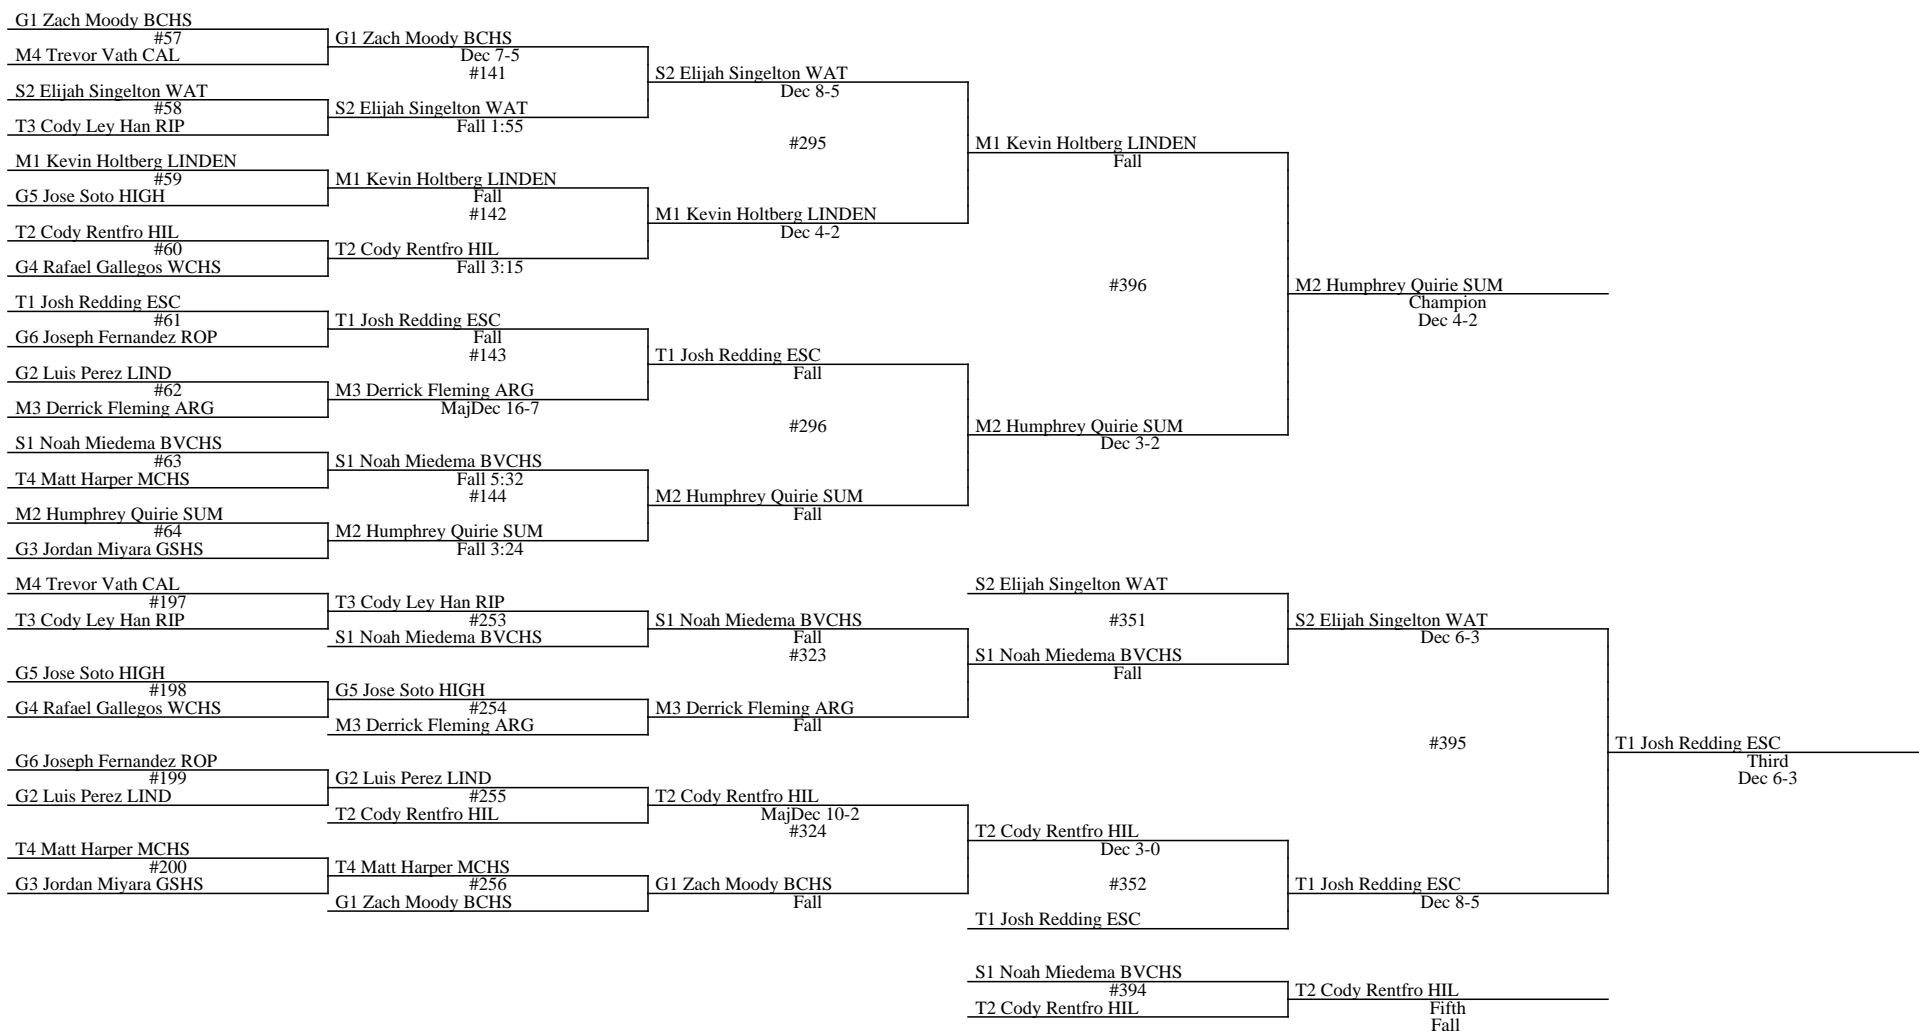 G1 Zach Moody BCHS
#57
M4 Trevor Vath CAL
S2 Elijah Singelton WAT
#58
T3 Cody Ley Han RIP
M1 Kevin Holtberg LINDEN
#59
G5 Jose Soto HIGH
T2 Cody Rentfro HIL
#60
G4 Rafael Gallegos WCHS
T1 Josh Redding ESC
#61
G6 Joseph Fernandez ROP
G2 Luis Perez LIND
#62
M3 Derrick Fleming ARG
S1 Noah Miedema BVCHS
#63
T4 Matt Harper MCHS
M2 Humphrey Quirie SUM
#64
G3 Jordan Miyara GSHS
G1 Zach Moody BCHS
Dec 7-5
#141
S2 Elijah Singelton WAT
Fall 1:55
M1 Kevin Holtberg LINDEN
Fall
#142
T2 Cody Rentfro HIL
Fall 3:15
T1 Josh Redding ESC
Fall
#143
M3 Derrick Fleming ARG
MajDec 16-7
S1 Noah Miedema BVCHS
Fall 5:32
#144
M2 Humphrey Quirie SUM
Fall 3:24
S2 Elijah Singelton WAT
Dec 8-5
#295
M1 Kevin Holtberg LINDEN
Dec 4-2
T1 Josh Redding ESC
Fall
#296
M2 Humphrey Quirie SUM
Fall
M1 Kevin Holtberg LINDEN
Fall
#396
M2 Humphrey Quirie SUM
Dec 3-2
M2 Humphrey Quirie SUM
Champion
Dec 4-2
M4 Trevor Vath CAL
#197
T3 Cody Ley Han RIP
G5 Jose Soto HIGH
#198
G4 Rafael Gallegos WCHS
G6 Joseph Fernandez ROP
#199
G2 Luis Perez LIND
T4 Matt Harper MCHS
#200
G3 Jordan Miyara GSHS
T3 Cody Ley Han RIP
#253
S1 Noah Miedema BVCHS
G5 Jose Soto HIGH
#254
M3 Derrick Fleming ARG
G2 Luis Perez LIND
#255
T2 Cody Rentfro HIL
T4 Matt Harper MCHS
#256
G1 Zach Moody BCHS
S1 Noah Miedema BVCHS
Fall
#323
M3 Derrick Fleming ARG
Fall
T2 Cody Rentfro HIL
MajDec 10-2
#324
G1 Zach Moody BCHS
Fall
S2 Elijah Singelton WAT
#351
S1 Noah Miedema BVCHS
Fall
T2 Cody Rentfro HIL
Dec 3-0
#352
T1 Josh Redding ESC
S2 Elijah Singelton WAT
Dec 6-3
#395
T1 Josh Redding ESC
Dec 8-5
T1 Josh Redding ESC
Third
Dec 6-3
S1 Noah Miedema BVCHS
#394
T2 Cody Rentfro HIL
T2 Cody Rentfro HIL
Fifth
Fall